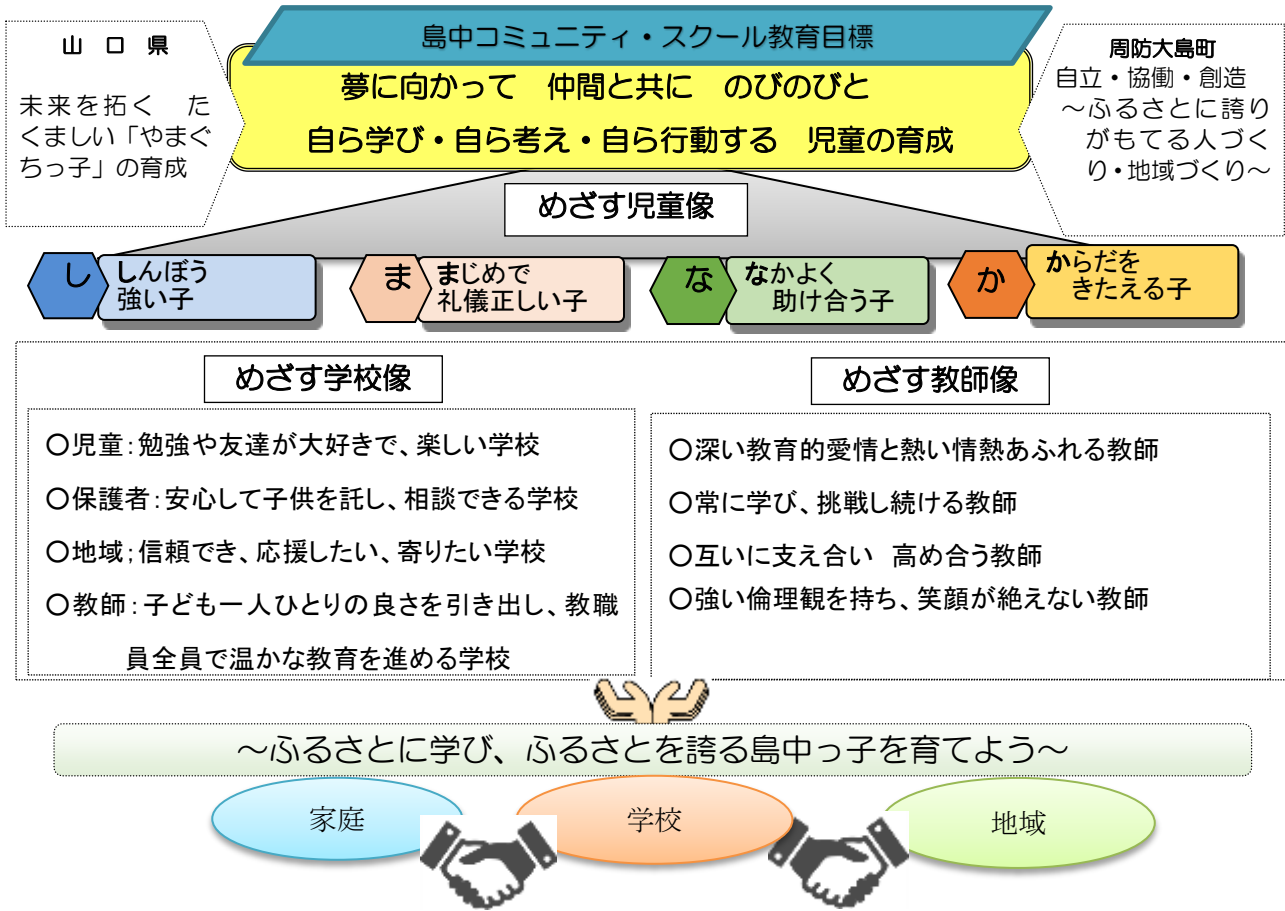 島中コミュニティ・スクール教育目標
夢に向かって　仲間と共に　のびのびと
自ら学び・自ら考え・自ら行動する　児童の育成
山　口　県
未来を拓く　た
くましい「やまぐ
ちっ子」の育成
周防大島町
自立・協働・創造
～ふるさとに誇り
がもてる人づく
り・地域づくり～
めざす児童像
し
しんぼう
強い子
ま
まじめで
礼儀正しい子
な
なかよく
助け合う子
か
からだを
きたえる子
めざす学校像
〇児童：勉強や友達が大好きで、楽しい学校
〇保護者：安心して子供を託し、相談できる学校
〇地域；信頼でき、応援したい、寄りたい学校
〇教師：子ども一人ひとりの良さを引き出し、教職
員全員で温かな教育を進める学校
めざす教師像
〇深い教育的愛情と熱い情熱あふれる教師
〇常に学び、挑戦し続ける教師
〇互いに支え合い　高め合う教師
〇強い倫理観を持ち、笑顔が絶えない教師
～ふるさとに学び、ふるさとを誇る島中っ子を育てよう～
家庭
学校
地域